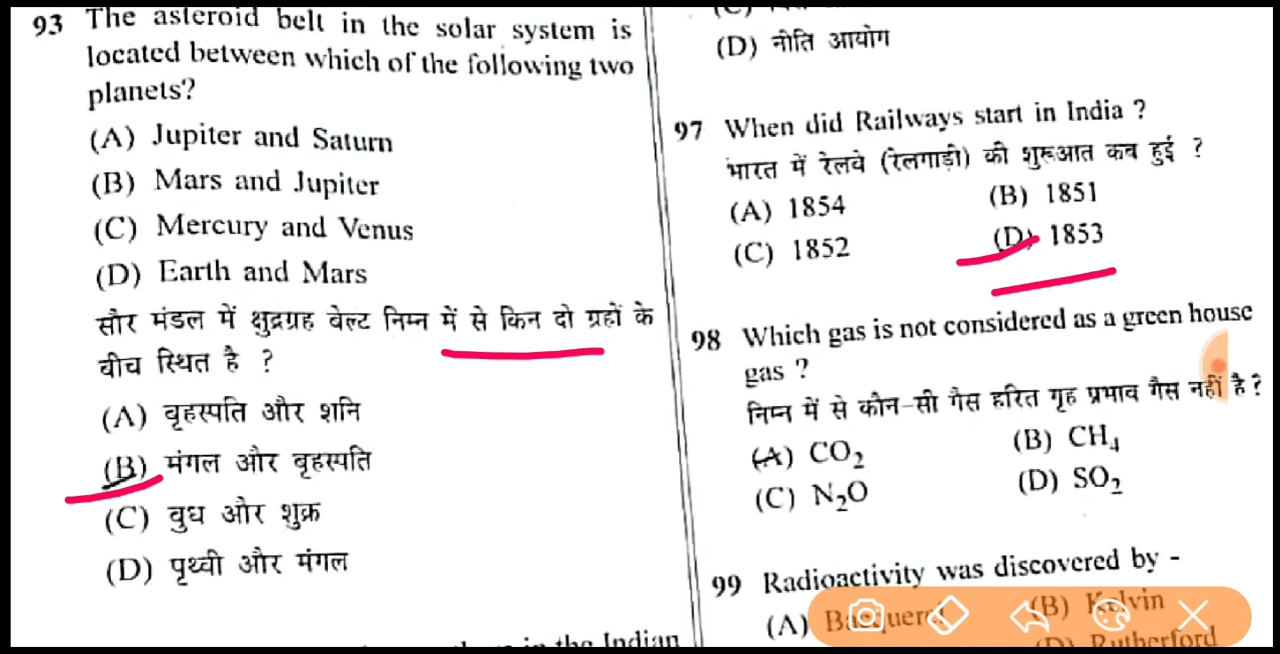 93 The asteroid belt in the solar system is
located between which of the following two
planets?
(A) Jupiter and Saturn
(B) Mars and Jupiter
(C) Mercury and Venus
(D) Earth and Mars
सौर मंडल में क्षुद्रग्रह बेल्ट निम्न में से किन दो ग्रहों के
बीच स्थित है ?
(A) वृहस्पति और शनि
(B) मंगल और वृहस्पति
(C) बुध और शुक्र
(D) पृथ्वी और मंगल
the Indian
(D) नीति आयोग
97 When did Railways start in India ?
भारत में रेलवे (रेलगाड़ी) की शुरूआत कब हुई ?
(A) 1854 (B) 1851
(C) 1852 (D) 1853
98 Which gas is not considered as a green house
gas ?
निम्न में से कौन-सी गैस हरित गृह प्रभाव गैस नहीं है ?
(A) CO₂ (B) CH₄
(C) N₂O (D) SO₂
99 Radioactivity was discovered by -
(A) (B) Kelvin
(D) Rutherford